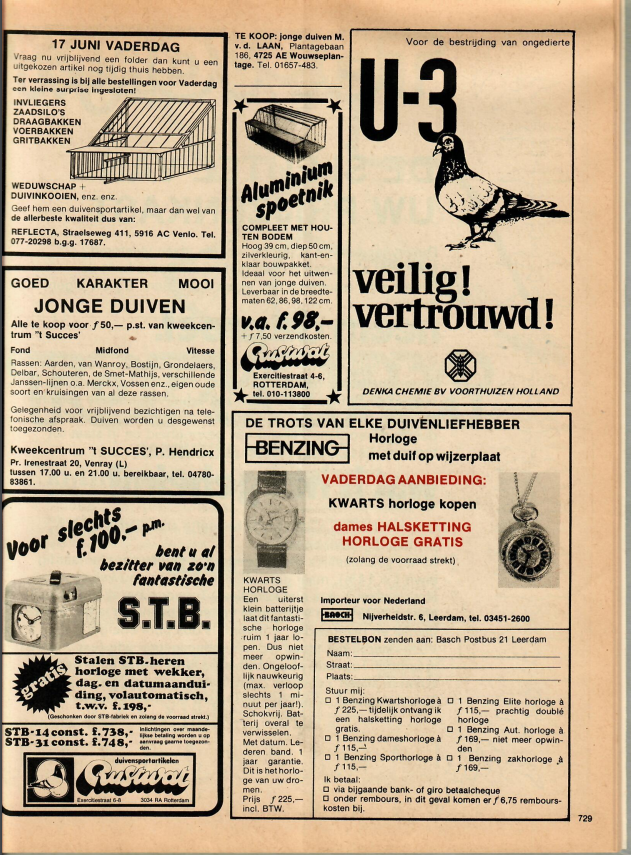 17 JUNI VADERDAG
Vraag nu vrijblijvend een folder dan kunt u een
uitgekozen artikel nog tijdig thuis hebben.
Ter verrassing is bij alle bestellingen voor Vaderdag
een kleine surprise ingesloten!
INVLIEGERS
ZAADSILO'S
DRAAGBAKKEN
VOERBAKKEN
GRITBAKKEN
WEDUWSCHAP +
DUIVINKOOIEN, enz. enz.
Geef hem een duivensportartikel, maar dan wel van
de allerbeste kwaliteit dus van:
REFLECTA, Straelseweg 411, 5916 AC Venlo. Tel.
077-20298 b.g.g. 17687.
GOED KARAKTER MOOI
JONGE DUIVEN
Alle te koop voor ƒ 50,— p.st. van kweekcen-
trum "t Succes'
Fond Midfond Vitesse
Rassen: Aarden, van Wanroy, Bostijn, Grondelaers,
Delbar, Schouteren, de Smet-Mathijs, verschillende
Janssen-lijnen o.a. Merckx, Vossen enz., eigen oude
soort en kruisingen van al deze rassen.
Gelegenheid voor vrijblijvend bezichtigen na tele-
fonische afspraak. Duiven worden u desgewenst
toegezonden.
Kweekcentrum "t SUCCES', P. Hendricx
Pr. Irenestraat 20, Venray (L)
tussen 17.00 u. en 21.00 u. bereikbaar, tel. 04780-
83861.
Voor slechts
f.100.- p.m.
bent u al
bezitter van zo'n
fantastische
S.T.B.
gratis
Stalen STB-heren
horloge met wekker,
dag- en datumaandui-
ding, volautomatisch,
t.w.v. f. 198,-
(Geschonken door STB-fabriek en zolang de voorraad strekt.)
STB-14 const. f. 738,-
STB-31 const. f. 748,-
Inlichtingen over maande-
lijkse betaling worden u op
aanvraag gaarne toegezon-
den.
duivensportartikelen
Rustwat
Exercitiestraat 6-8 3034 RA Rotterdam
TE KOOP: jonge duiven M.
v. d. LAAN, Plantagebaan
186, 4725 AE Wouwseplan-
tage. Tel. 01657-483.
Aluminium
spoetnik
COMPLEET MET HOU-
TEN BODEM
Hoog 39 cm, diep 50 cm,
zilverkleurig, kant-en-
klaar bouwpakket.
Ideaal voor het uitwen-
nen van jonge duiven.
Leverbaar in de breedte-
maten 62, 86, 98, 122 cm.
v.a. f. 98,-
+ ƒ 7,50 verzendkosten.
Rustwat
Exercitiestraat 4-6,
ROTTERDAM,
tel. 010-113800
Voor de bestrijding van ongedierte
U-3
veilig!
vertrouwd!
DENKA CHEMIE BV VOORTHUIZEN HOLLAND
DE TROTS VAN ELKE DUIVENLIEFHEBBER
BENZING
Horloge
met duif op wijzerplaat
VADERDAG AANBIEDING:
KWARTS horloge kopen
dames HALSKETTING
HORLOGE GRATIS
(zolang de voorraad strekt)
KWARTS
HORLOGE
Een uiterst
klein batterijtje
laat dit fantasti-
sche horloge
ruim 1 jaar lo-
pen. Dus niet
meer opwin-
den. Ongeloof-
lijk nauwkeurig
(max. verloop
slechts 1 mi-
nuut per jaar!).
Schokvrij. Bat-
terij overal te
verwisselen.
Met datum. Le-
deren band. 1
jaar garantie.
Dit is het horlo-
ge van uw dro-
men.
Prijs ƒ 225,—
incl. BTW.
Importeur voor Nederland
BASCH Nijverheidstr. 6, Leerdam, tel. 03451-2600
BESTELBON zenden aan: Basch Postbus 21 Leerdam
Naam:
Straat:
Plaats:
Stuur mij:
□ 1 Benzing Kwartshorloge à
ƒ 225,— tijdelijk ontvang ik
een halsketting horloge
gratis.
□ 1 Benzing dameshorloge à
ƒ 115,—
□ 1 Benzing Sporthorloge à
ƒ 115,—
□ 1 Benzing Elite horloge à
ƒ 115,— prachtig doublé
horloge
□ 1 Benzing Aut. horloge à
ƒ 169,— niet meer opwin-
den
□ 1 Benzing zakhorloge à
ƒ 169,—
Ik betaal:
□ via bijgaande bank- of giro betaalcheque
□ onder rembours, in dit geval komen er ƒ 6,75 rembours-
kosten bij.
729